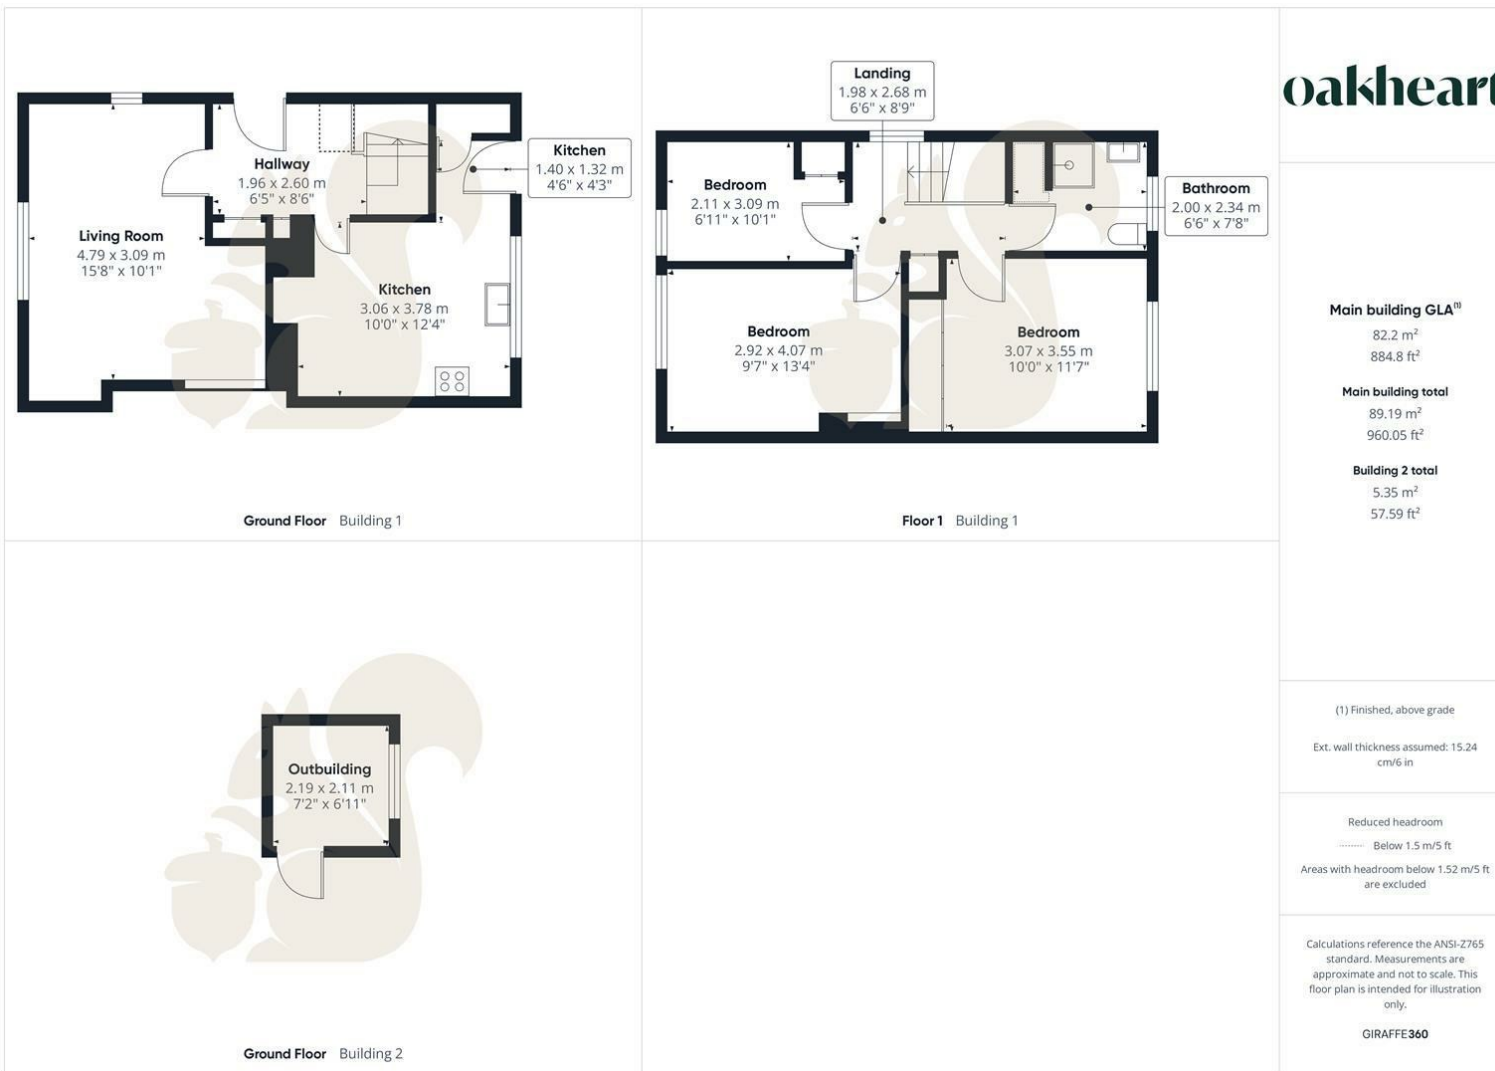 Living Room
4.79 x 3.09 m
15'8" x 10'1"
Hallway
1.96 x 2.60 m
6'5" x 8'6"
Kitchen
1.40 x 1.32 m
4'6" x 4'3"
Kitchen
3.06 x 3.78 m
10'0" x 12'4"
Ground Floor Building 1
Landing
1.98 x 2.68 m
6'6" x 8'9"
Bedroom
2.11 x 3.09 m
6'11" x 10'1"
Bathroom
2.00 x 2.34 m
6'6" x 7'8"
Bedroom
2.92 x 4.07 m
9'7" x 13'4"
Bedroom
3.07 x 3.55 m
10'0" x 11'7"
Floor 1 Building 1
Outbuilding
2.19 x 2.11 m
7'2" x 6'11"
Ground Floor Building 2
oakheart
Main building GLA⁽¹⁾
82.2 m²
884.8 ft²
Main building total
89.19 m²
960.05 ft²
Building 2 total
5.35 m²
57.59 ft²
(1) Finished, above grade
Ext. wall thickness assumed: 15.24
cm/6 in
Reduced headroom
Below 1.5 m/5 ft
Areas with headroom below 1.52 m/5 ft
are excluded
Calculations reference the ANSI-Z765
standard. Measurements are
approximate and not to scale. This
floor plan is intended for illustration
only.
GIRAFFE360